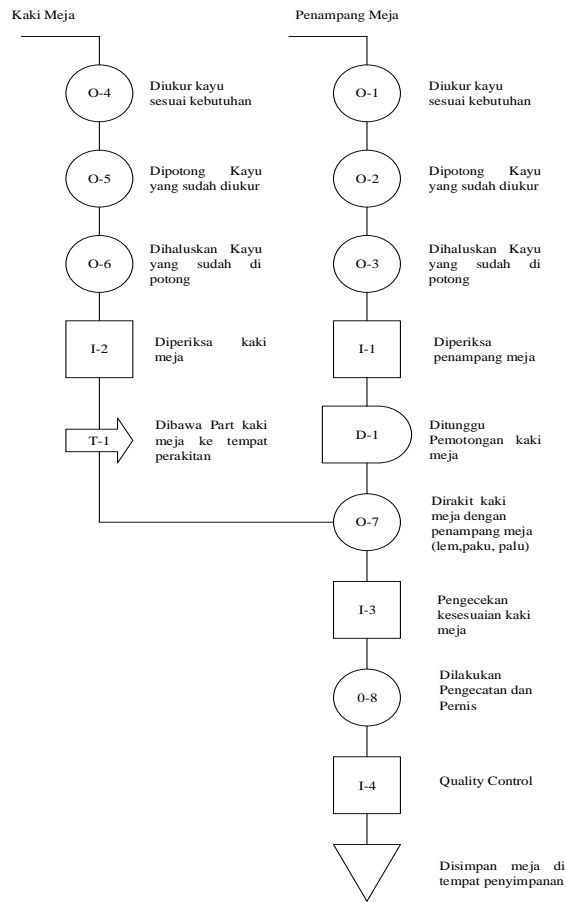 Kaki Meja
O-4
Diukur kayu
sesuai kebutuhan
O-5
Dipotong Kayu
yang sudah diukur
O-6
Dihaluskan Kayu
yang sudah di
potong
I-2
Diperiksa kaki
meja
T-1
Dibawa Part kaki
meja ke tempat
perakitan
Penampang Meja
O-1
Diukur kayu
sesuai kebutuhan
O-2
Dipotong Kayu
yang sudah diukur
O-3
Dihaluskan Kayu
yang sudah di
potong
I-1
Diperiksa
penampang meja
D-1
Ditunggu
Pemotongan kaki
meja
O-7
Dirakit kaki
meja dengan
penampang meja
(lem,paku, palu)
I-3
Pengecekan
kesesuaian kaki
meja
0-8
Dilakukan
Pengecatan dan
Pernis
I-4
Quality Control
Disimpan meja di
tempat penyimpanan